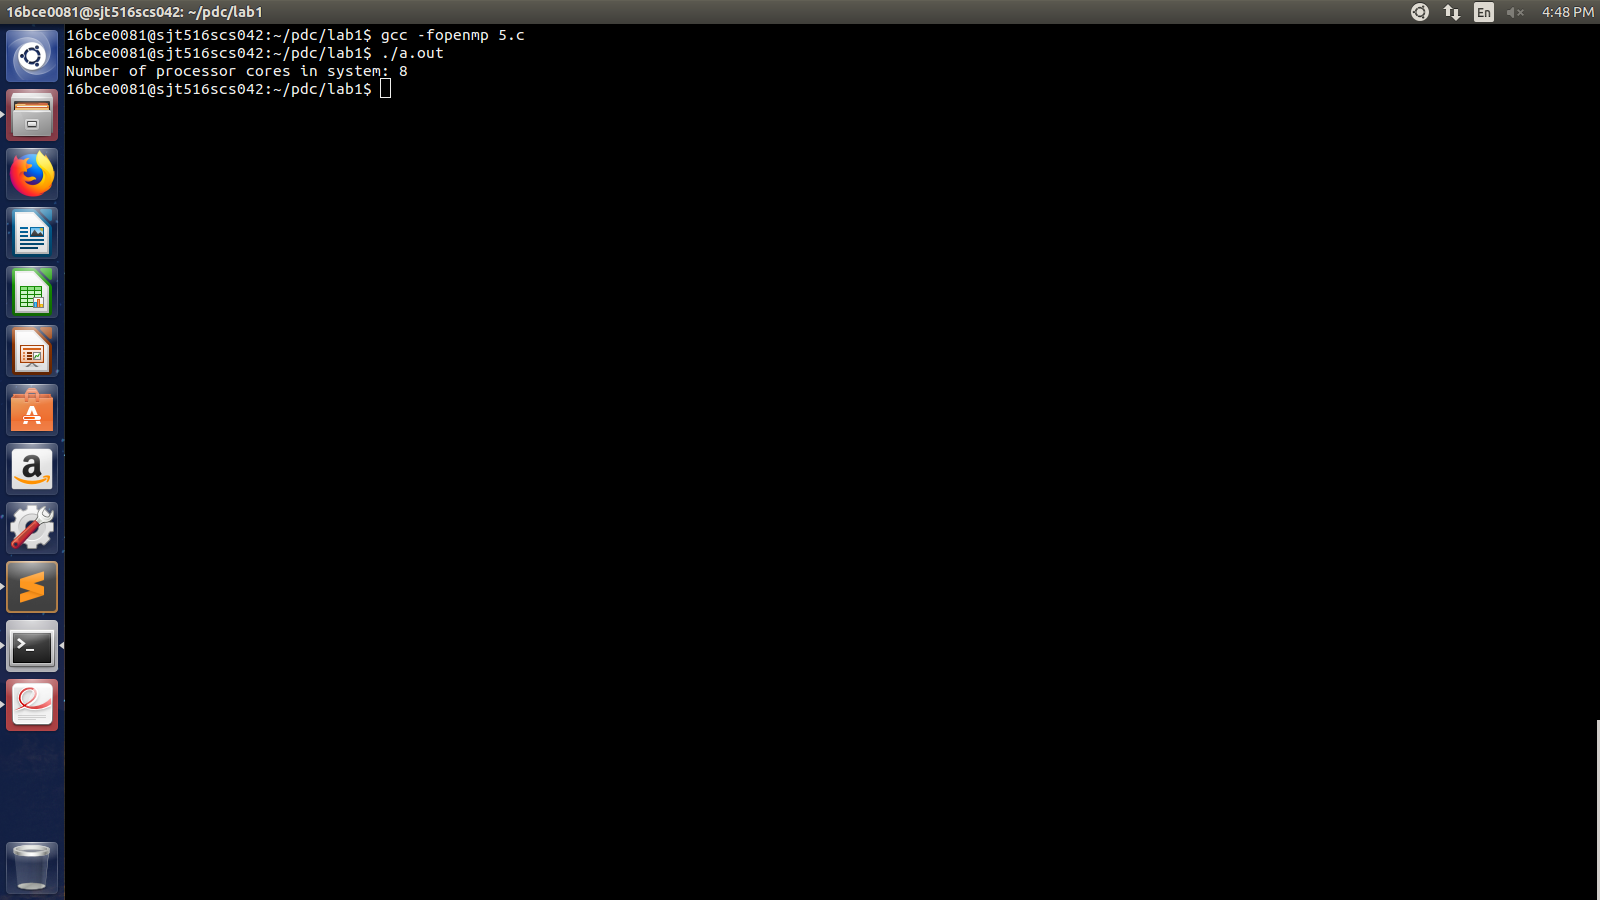 16bce0081@sjt516scs042: ~/pdc/lab1
En
4:48 PM
16bce0081@sjt516scs042:~/pdc/lab1$ gcc -fopenmp 5.c
16bce0081@sjt516scs042:~/pdc/lab1$ ./a.out
Number of processor cores in system: 8
16bce0081@sjt516scs042:~/pdc/lab1$